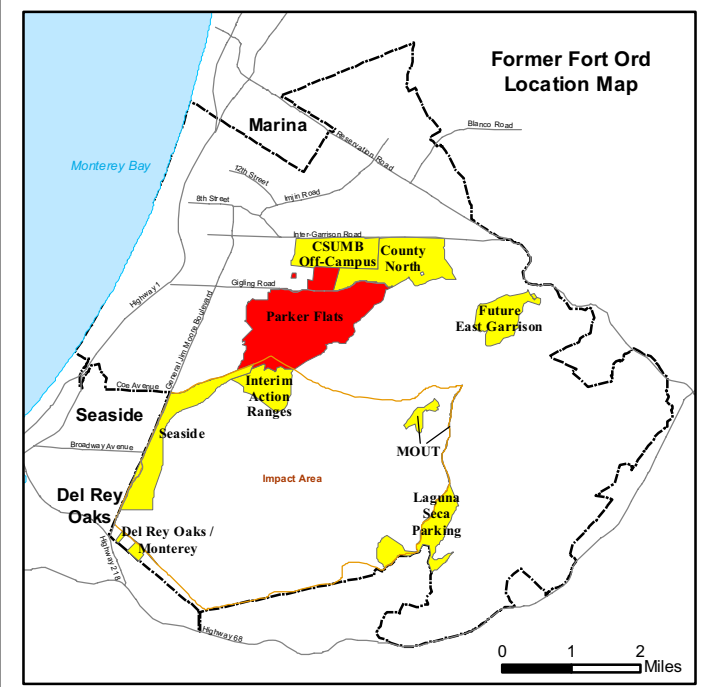 Former Fort Ord
Location Map
Marina
Blanco Road
Reservation Road
Monterey Bay
12th Street
8th Street
Imjin Road
Inter-Garrison Road
CSUMB
Off-Campus
County
North
Gigling Road
Highway 1
General Jim Moore Boulevard
Parker Flats
Future
East Garrison
Coe Avenue
Interim
Action
Ranges
Seaside
Seaside
Broadway Avenue
MOUT
Impact Area
Del Rey
Oaks
Laguna
Seca
Parking
Del Rey Oaks /
Monterey
Highway 218
Highway 68
0 1 2
Miles